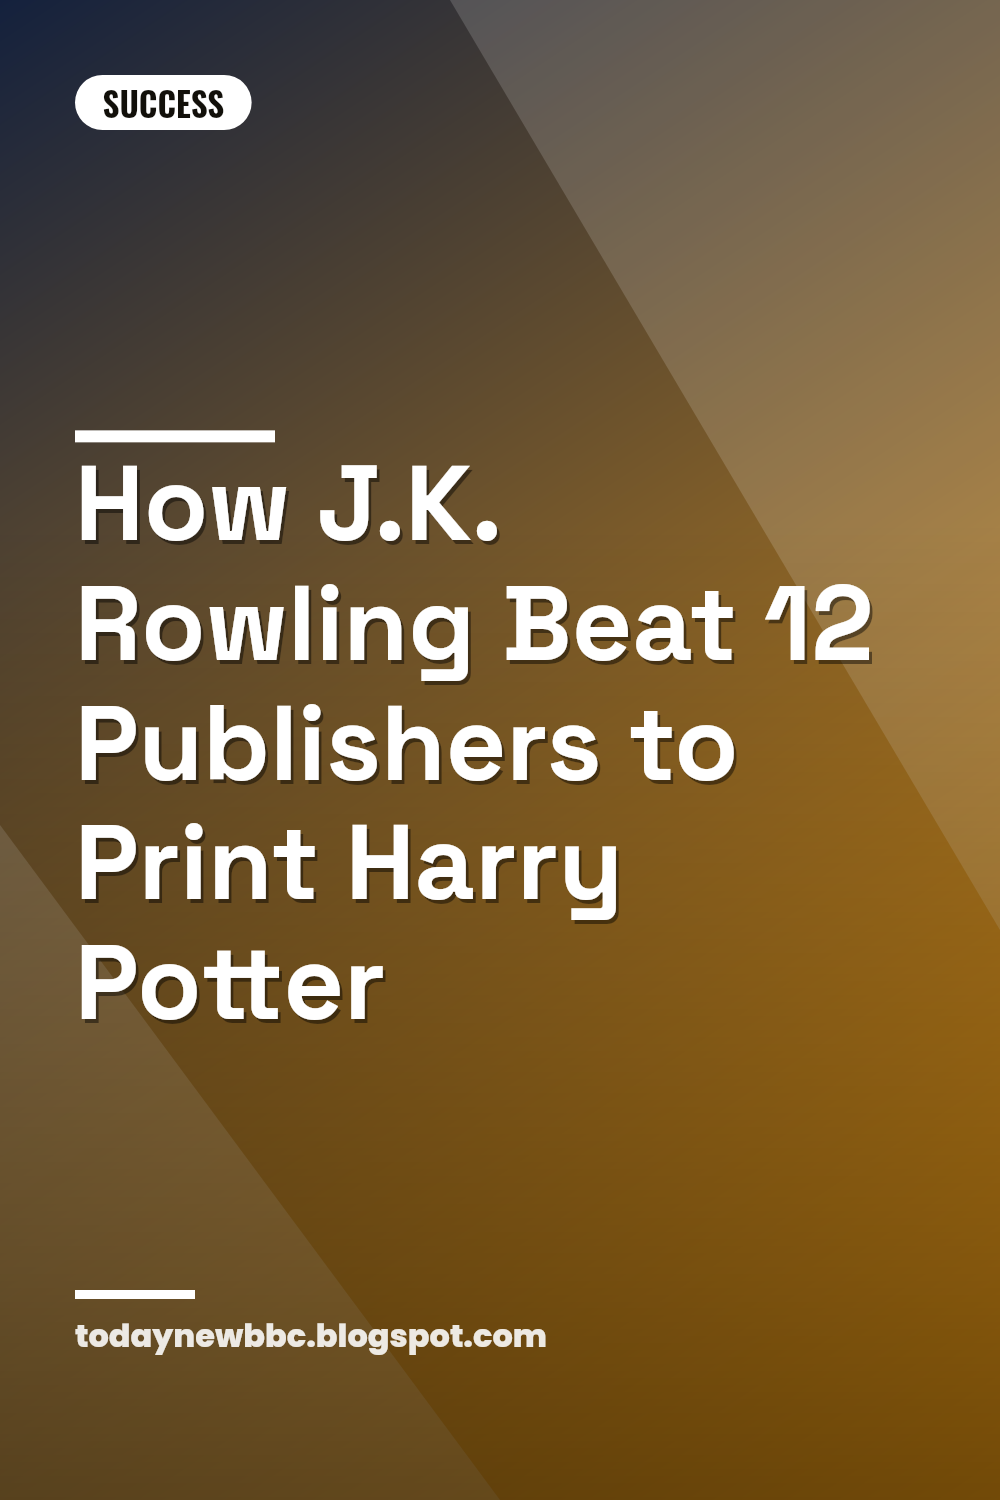 SUCCESS
How J.K.
Rowling Beat 12
Publishers to
Print Harry
Potter
todaynewbbc.blogspot.com